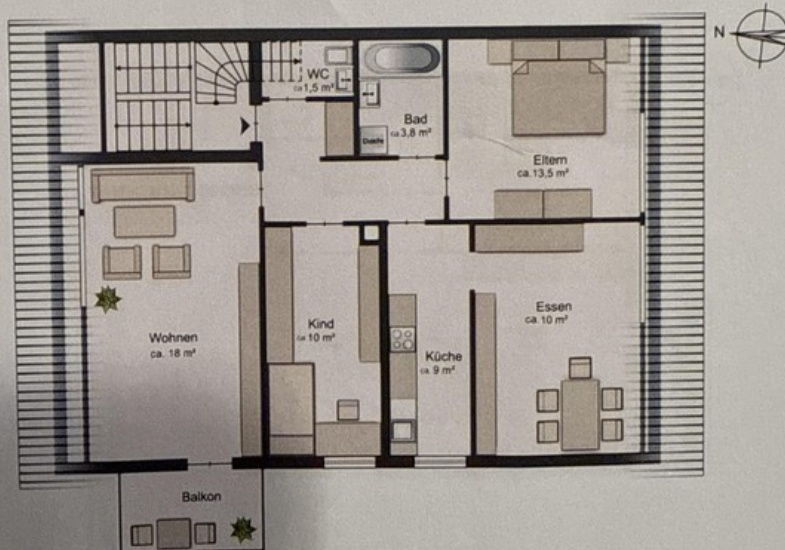 N
WC
ca 1,5 m²
Bad
ca 3,8 m²
Dusche
Eltern
ca. 13,5 m²
Wohnen
ca. 18 m²
Kind
ca 10 m²
Küche
ca. 9 m²
Essen
ca. 10 m²
Balkon